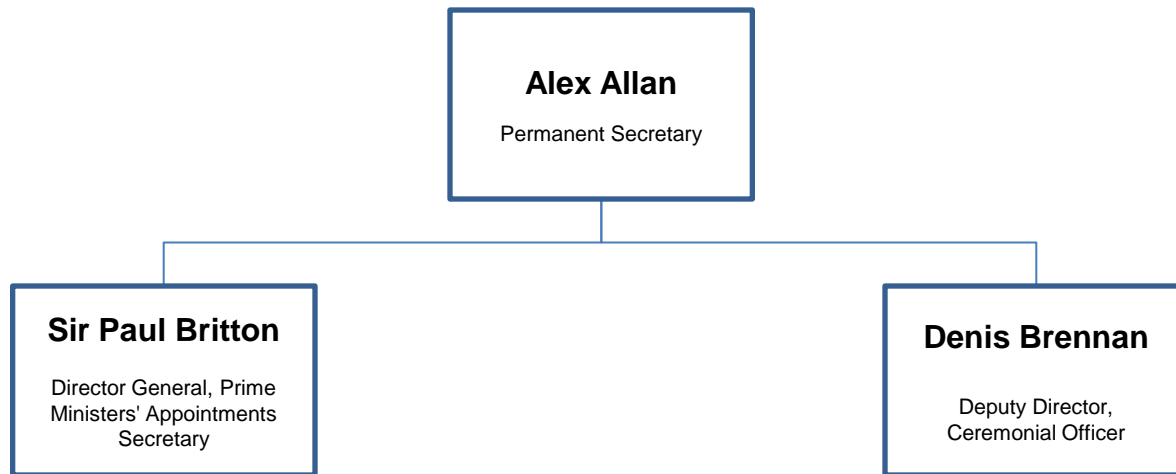 Alex Allan
Permanent Secretary
Sir Paul Britton
Director General, Prime
Ministers' Appointments
Secretary
Denis Brennan
Deputy Director,
Ceremonial Officer